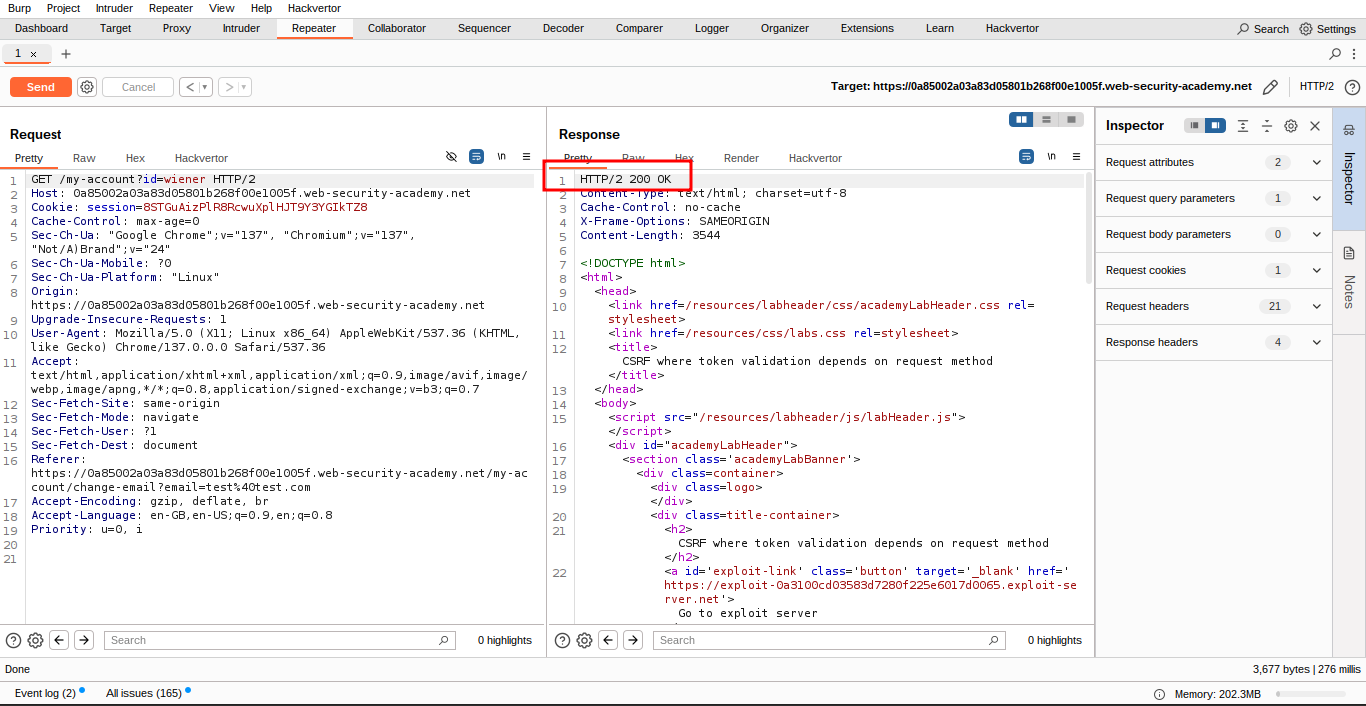 Burp Project Intruder Repeater View Help Hackvertor
Dashboard Target Proxy Intruder Repeater Collaborator Sequencer Decoder Comparer Logger Organizer Extensions Learn Hackvertor Search Settings
1 × +
Send Cancel < > Target: https://0a85002a03a83d05801b268f00e1005f.web-security-academy.net HTTP/2
Request
Pretty Raw Hex Hackvertor \n
1 GET /my-account?id=wiener HTTP/2
2 Host: 0a85002a03a83d05801b268f00e1005f.web-security-academy.net
3 Cookie: session=8STGuAizPlR8RcwuXplHJT9Y3YGIkTZ8
4 Cache-Control: max-age=0
5 Sec-Ch-Ua: "Google Chrome";v="137", "Chromium";v="137",
"Not/A)Brand";v="24"
6 Sec-Ch-Ua-Mobile: ?0
7 Sec-Ch-Ua-Platform: "Linux"
8 Origin:
https://0a85002a03a83d05801b268f00e1005f.web-security-academy.net
9 Upgrade-Insecure-Requests: 1
10 User-Agent: Mozilla/5.0 (X11; Linux x86_64) AppleWebKit/537.36 (KHTML,
like Gecko) Chrome/137.0.0.0 Safari/537.36
11 Accept:
text/html,application/xhtml+xml,application/xml;q=0.9,image/avif,image/
webp,image/apng,*/*;q=0.8,application/signed-exchange;v=b3;q=0.7
12 Sec-Fetch-Site: same-origin
13 Sec-Fetch-Mode: navigate
14 Sec-Fetch-User: ?1
15 Sec-Fetch-Dest: document
16 Referer:
https://0a85002a03a83d05801b268f00e1005f.web-security-academy.net/my-ac
count/change-email?email=test%40test.com
17 Accept-Encoding: gzip, deflate, br
18 Accept-Language: en-GB,en-US;q=0.9,en;q=0.8
19 Priority: u=0, i
20
21
Search 0 highlights
Response
Pretty Raw Hex Render Hackvertor \n
1 HTTP/2 200 OK
2 Content-Type: text/html; charset=utf-8
3 Cache-Control: no-cache
4 X-Frame-Options: SAMEORIGIN
5 Content-Length: 3544
6
7 <!DOCTYPE html>
8 <html>
9 <head>
10 <link href=/resources/labheader/css/academyLabHeader.css rel=
stylesheet>
11 <link href=/resources/css/labs.css rel=stylesheet>
12 <title>
CSRF where token validation depends on request method
</title>
13 </head>
14 <body>
15 <script src="/resources/labheader/js/labHeader.js">
</script>
16 <div id="academyLabHeader">
17 <section class='academyLabBanner'>
18 <div class=container>
19 <div class=logo>
</div>
20 <div class=title-container>
21 <h2>
CSRF where token validation depends on request method
</h2>
22 <a id='exploit-link' class='button' target='_blank' href='
https://exploit-0a3100cd03583d7280f225e6017d0065.exploit-se
rver.net'>
Go to exploit server
Search 0 highlights
Inspector
Request attributes 2
Request query parameters 1
Request body parameters 0
Request cookies 1
Request headers 21
Response headers 4
Inspector
Notes
Done 3,677 bytes | 276 millis
Event log (2) All issues (165) Memory: 202.3MB